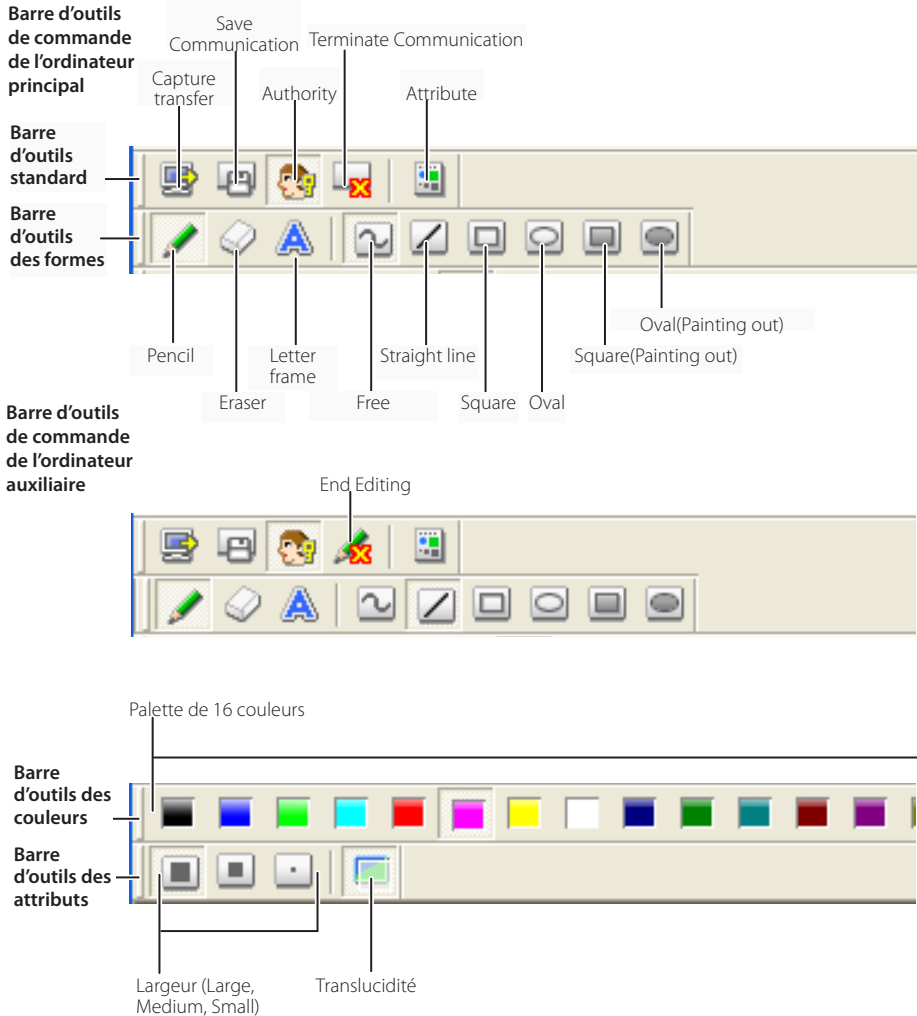 Barre d'outils
de commande
de l'ordinateur
principal
Save
Communication
Terminate Communication
Capture
transfer
Authority
Attribute
Barre
d'outils
standard
Barre
d'outils
des formes
Oval(Painting out)
Pencil
Letter
frame
Straight line
Square(Painting out)
Eraser
Free
Square
Oval
Barre d'outils
de commande
de l'ordinateur
auxiliaire
End Editing
Palette de 16 couleurs
Barre
d'outils des
couleurs
Barre
d'outils des
attributs
Largeur (Large,
Medium, Small)
Translucidité